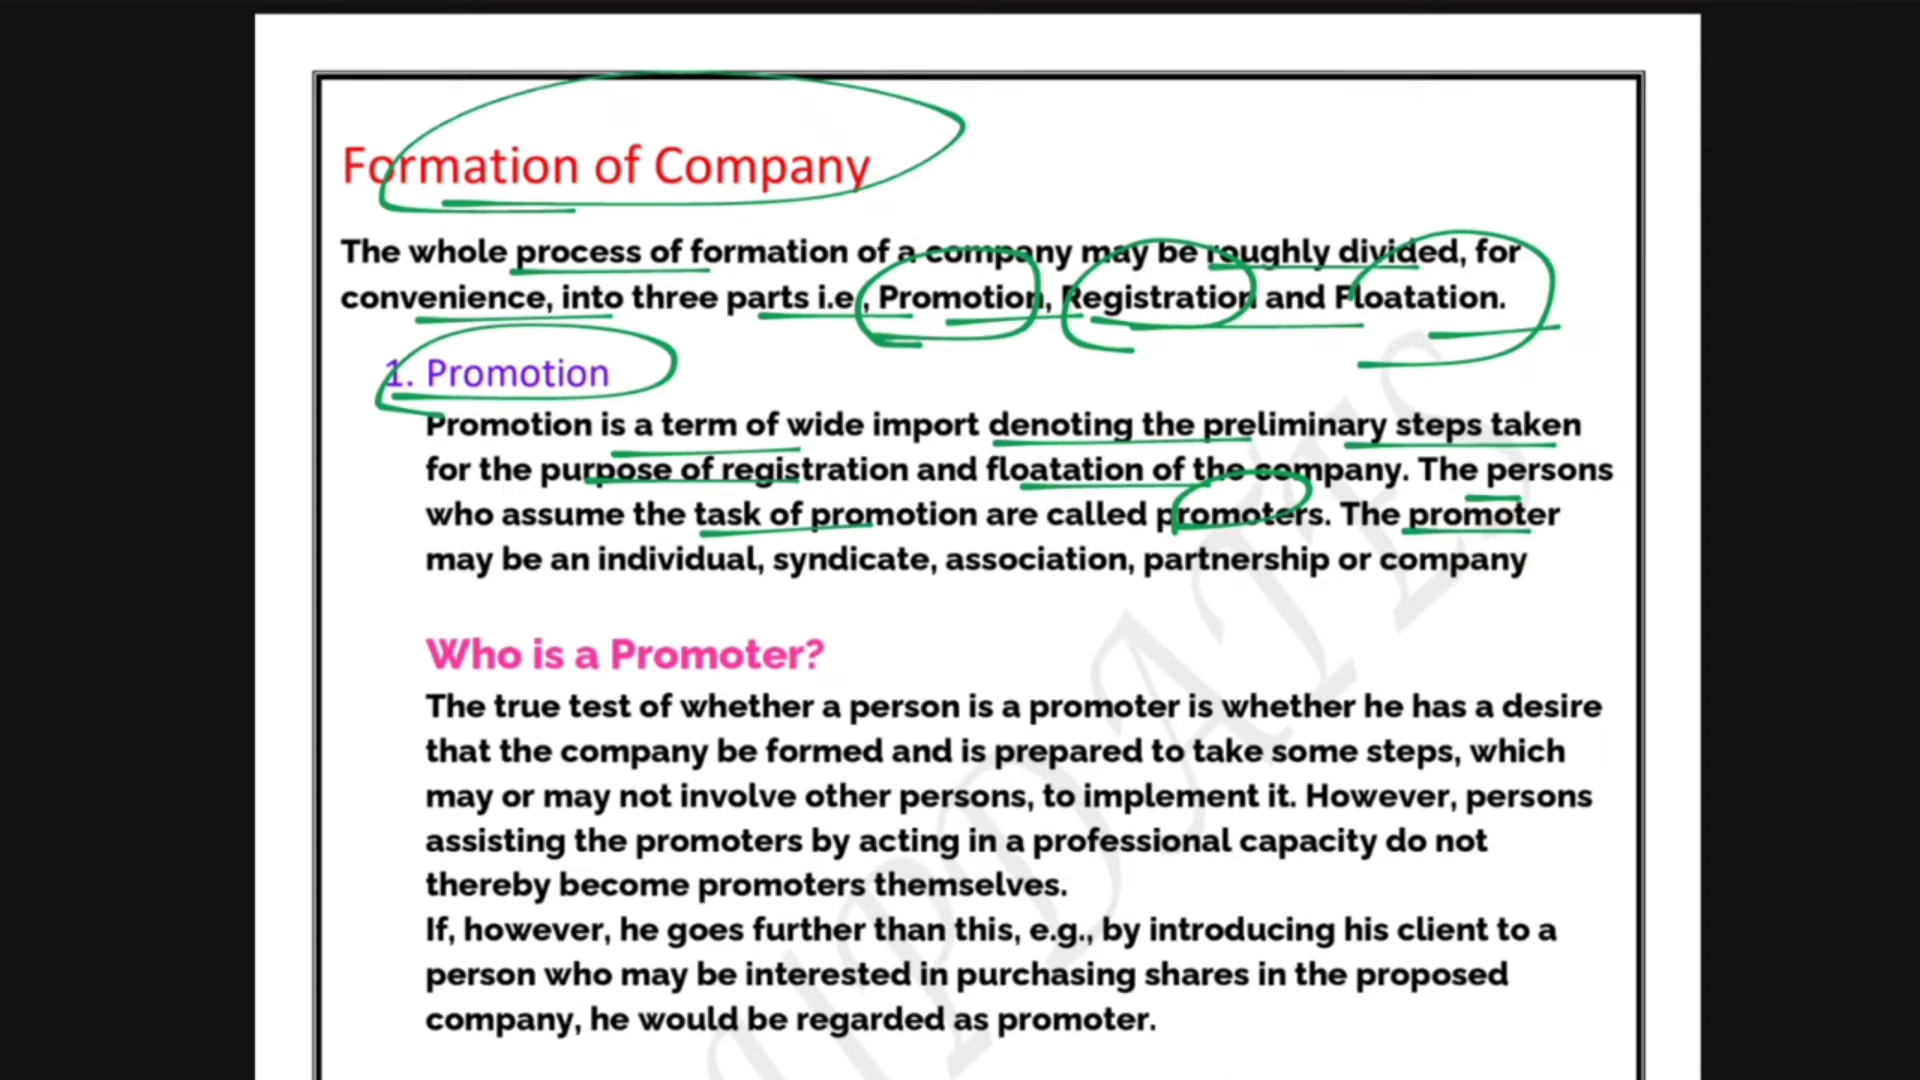 Formation of Company
The whole process of formation of a company may be roughly divided, for
convenience, into three parts i.e., Promotion, Registration and Floatation.
1. Promotion
Promotion is a term of wide import denoting the preliminary steps taken
for the purpose of registration and floatation of the company. The persons
who assume the task of promotion are called promoters. The promoter
may be an individual, syndicate, association, partnership or company
Who is a Promoter?
The true test of whether a person is a promoter is whether he has a desire
that the company be formed and is prepared to take some steps, which
may or may not involve other persons, to implement it. However, persons
assisting the promoters by acting in a professional capacity do not
thereby become promoters themselves.
If, however, he goes further than this, e.g., by introducing his client to a
person who may be interested in purchasing shares in the proposed
company, he would be regarded as promoter.
UPDATES